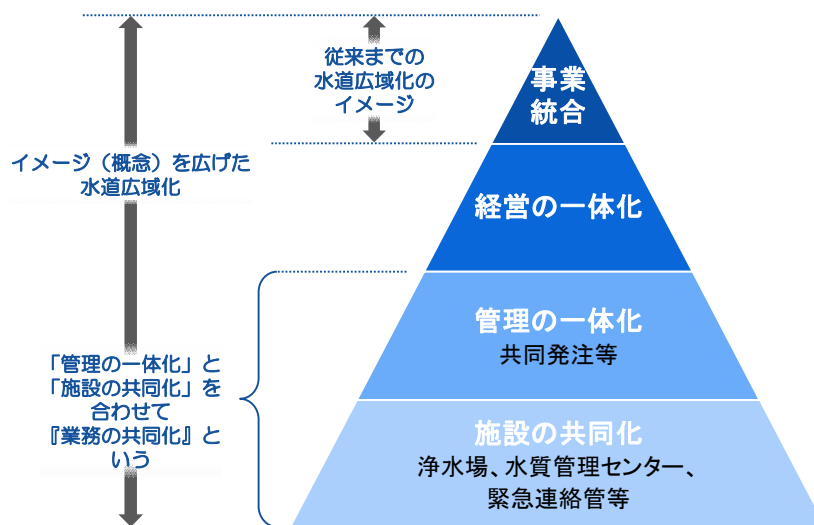 従来までの
水道広域化の
イメージ
イメージ（概念）を広げた
水道広域化
「管理の一体化」と
「施設の共同化」を
合わせて
『業務の共同化』と
いう
事業
統合
経営の一体化
管理の一体化
共同発注等
施設の共同化
浄水場、水質管理センター、
緊急連絡管等